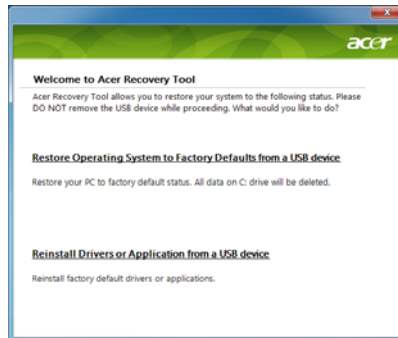 acer
Welcome to Acer Recovery Tool
Acer Recovery Tool allows you to restore your system to the following status. Please
DO NOT remove the USB device while proceeding. What would you like to do?
Restore Operating System to Factory Defaults from a USB device
Restore your PC to factory default status. All data on C: drive will be deleted.
Reinstall Drivers or Application from a USB device
Reinstall factory default drivers or applications.